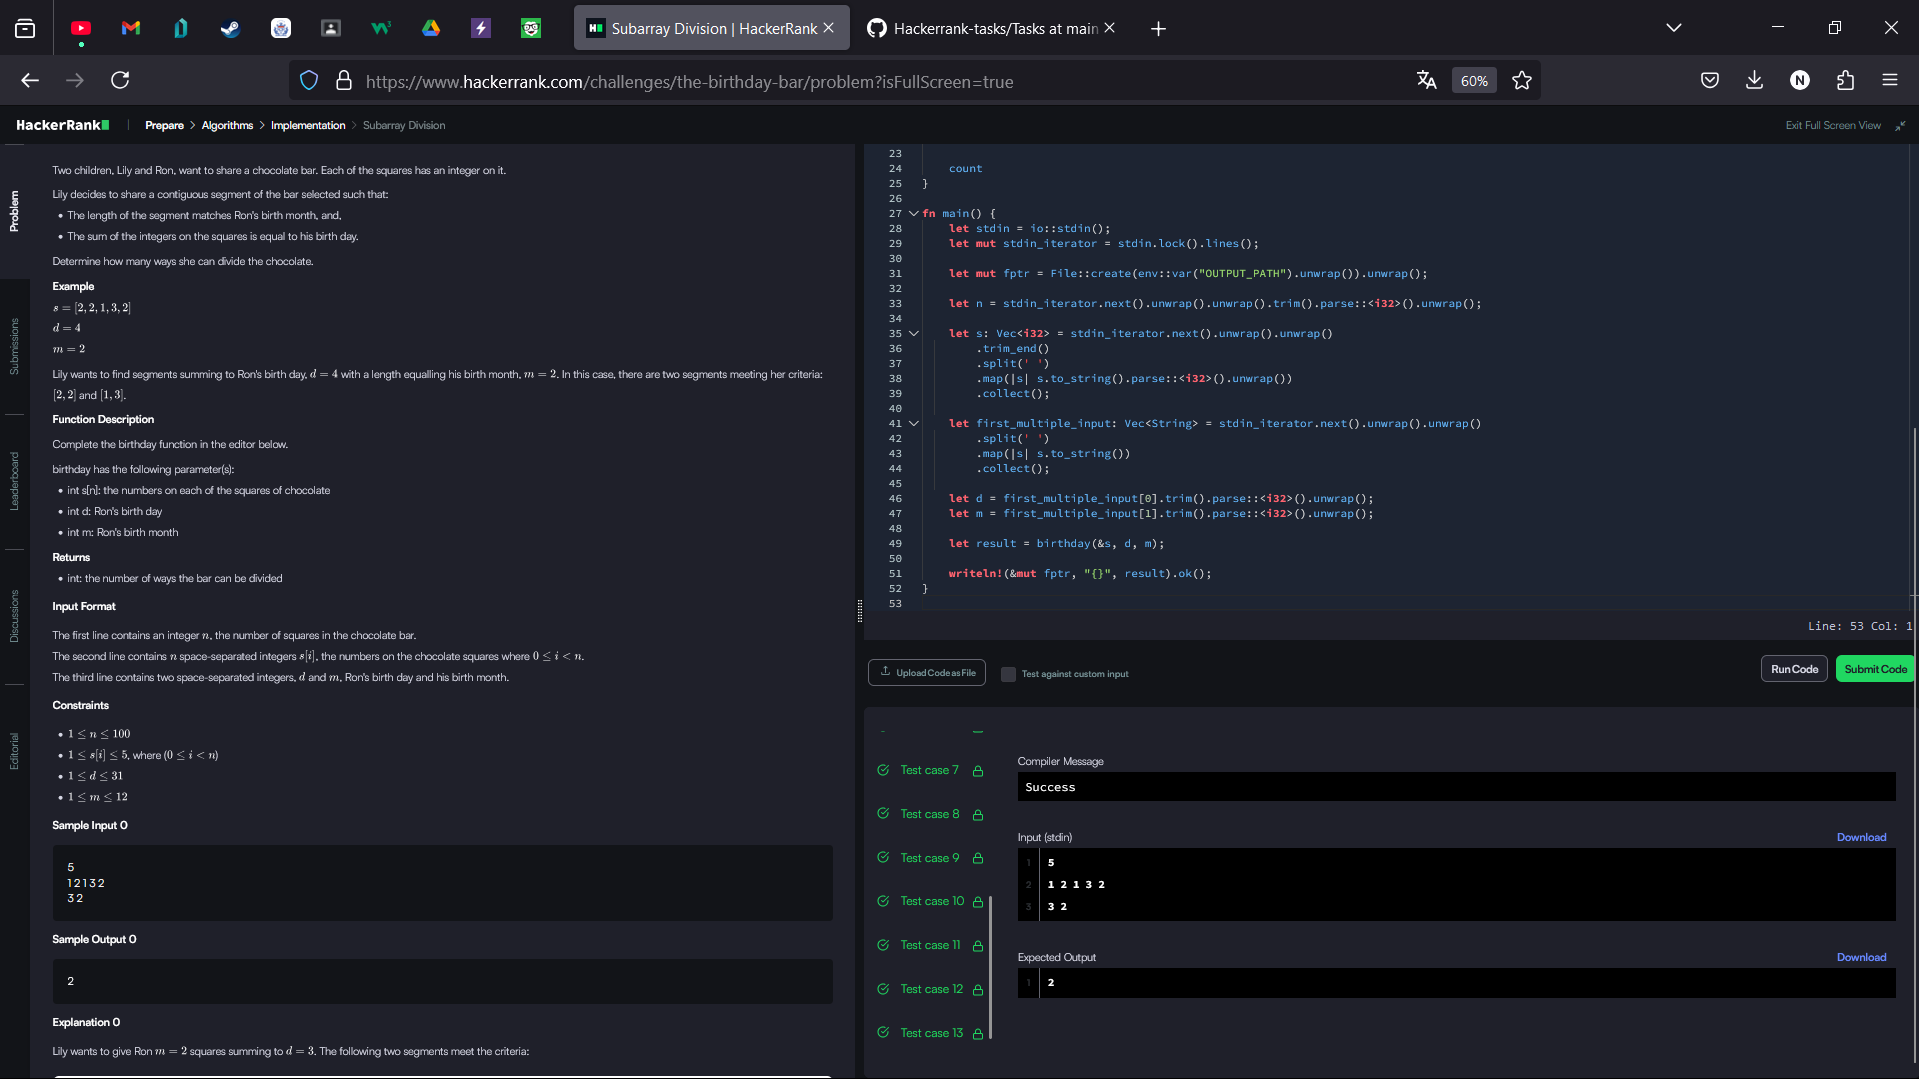 Subarray Division | HackerRank
Hackerrank-tasks/Tasks at main
https://www.hackerrank.com/challenges/the-birthday-bar/problem?isFullScreen=true
60%
N
HackerRank
Prepare > Algorithms > Implementation > Subarray Division
Exit Full Screen View
Problem
Submissions
Leaderboard
Discussions
Editorial
Two children, Lily and Ron, want to share a chocolate bar. Each of the squares has an integer on it.
Lily decides to share a contiguous segment of the bar selected such that:
• The length of the segment matches Ron's birth month, and,
• The sum of the integers on the squares is equal to his birth day.
Determine how many ways she can divide the chocolate.
Example
s = [2, 2, 1, 3, 2]
d = 4
m = 2
Lily wants to find segments summing to Ron's birth day, d = 4 with a length equalling his birth month, m = 2. In this case, there are two segments meeting her criteria:
[2, 2] and [1, 3].
Function Description
Complete the birthday function in the editor below.
birthday has the following parameter(s):
• int s[n]: the numbers on each of the squares of chocolate
• int d: Ron's birth day
• int m: Ron's birth month
Returns
• int: the number of ways the bar can be divided
Input Format
The first line contains an integer n, the number of squares in the chocolate bar.
The second line contains n space-separated integers s[i], the numbers on the chocolate squares where 0 ≤ i < n.
The third line contains two space-separated integers, d and m, Ron's birth day and his birth month.
Constraints
• 1 ≤ n ≤ 100
• 1 ≤ s[i] ≤ 5, where (0 ≤ i < n)
• 1 ≤ d ≤ 31
• 1 ≤ m ≤ 12
Sample Input 0
5
1 2 1 3 2
3 2
Sample Output 0
2
Explanation 0
Lily wants to give Ron m = 2 squares summing to d = 3. The following two segments meet the criteria:
23
24 count
25 }
26
27 fn main() {
28 let stdin = io::stdin();
29 let mut stdin_iterator = stdin.lock().lines();
30
31 let mut fptr = File::create(env::var("OUTPUT_PATH").unwrap()).unwrap();
32
33 let n = stdin_iterator.next().unwrap().unwrap().trim().parse::<i32>().unwrap();
34
35 let s: Vec<i32> = stdin_iterator.next().unwrap().unwrap()
36 .trim_end()
37 .split(' ')
38 .map(|s| s.to_string().parse::<i32>().unwrap())
39 .collect();
40
41 let first_multiple_input: Vec<String> = stdin_iterator.next().unwrap().unwrap()
42 .split(' ')
43 .map(|s| s.to_string())
44 .collect();
45
46 let d = first_multiple_input[0].trim().parse::<i32>().unwrap();
47 let m = first_multiple_input[1].trim().parse::<i32>().unwrap();
48
49 let result = birthday(&s, d, m);
50
51 writeln!(&mut fptr, "{}", result).ok();
52 }
53
Line: 53 Col: 1
Upload Code as File
Test against custom input
Run Code
Submit Code
Test case 7
Test case 8
Test case 9
Test case 10
Test case 11
Test case 12
Test case 13
Compiler Message
Success
Input (stdin)
Download
1 5
2 1 2 1 3 2
3 3 2
Expected Output
Download
1 2